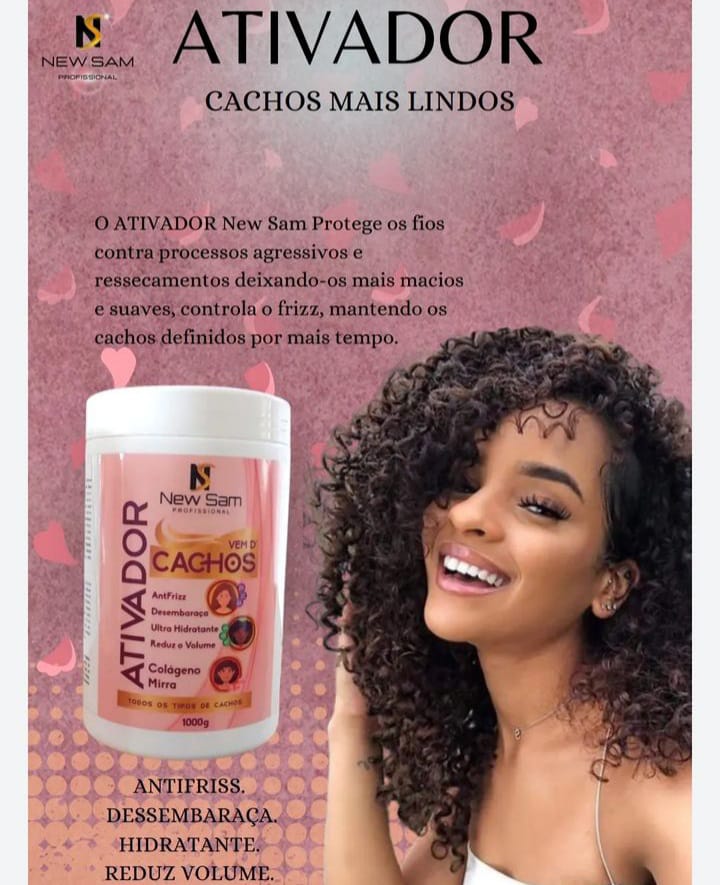 NS
NEW SAM
PROFISSIONAL
ATIVADOR
CACHOS MAIS LINDOS
O ATIVADOR New Sam Protege os fios
contra processos agressivos e
ressecamentos deixando-os mais macios
e suaves, controla o frizz, mantendo os
cachos definidos por mais tempo.
NS
New Sam
PROFISSIONAL
ATIVADOR
VEM D'
CACHOS
AntFrizz
Desembaraça
Ultra Hidratante
Reduz o Volume
Colágeno
Mirra
TODOS OS TIPOS DE CACHOS
1000g
ANTIFRISS.
DESSEMBARAÇA.
HIDRATANTE.
REDUZ VOLUME.